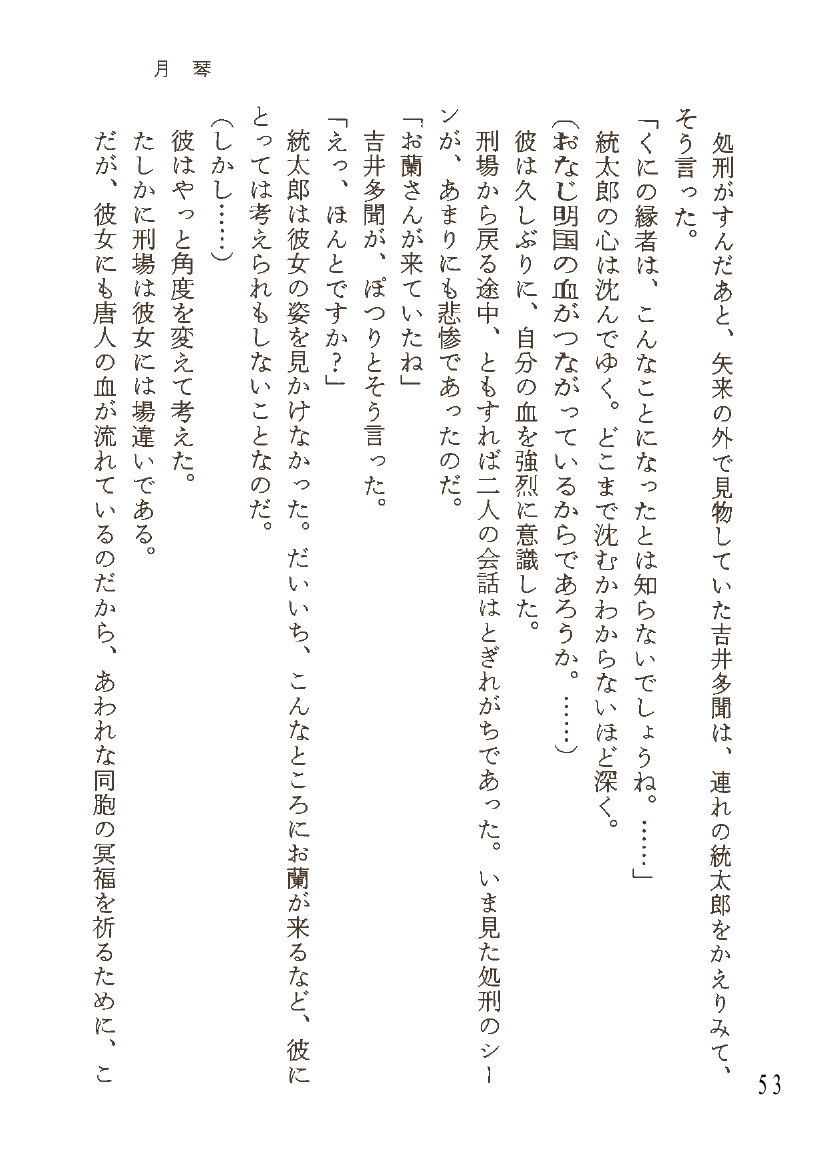 月琴
処刑がすんだあと、矢来の外で見物していた吉井多聞は、連れの統太郎をかえりみて、
そう言った。
「くにの縁者は、こんなことになったとは知らないでしょうね。……」
統太郎の心は沈んでゆく。どこまで沈むかわからないほど深く。
(おなじ明国の血がつながっているからであろうか。……)
彼は久しぶりに、自分の血を強烈に意識した。
刑場から戻る途中、ともすれば二人の会話はとぎれがちであった。いま見た処刑のシー
ンが、あまりにも悲惨であったのだ。
「お蘭さんが来ていたね」
吉井多聞が、ぽつりとそう言った。
「えっ、ほんとですか?」
統太郎は彼女の姿を見かけなかった。だいいち、こんなところにお蘭が来るなど、彼に
とっては考えられもしないことなのだ。
(しかし……)
彼はやっと角度を変えて考えた。
たしかに刑場は彼女には場違いである。
だが、彼女にも唐人の血が流れているのだから、あわれな同胞の冥福を祈るために、こ
53